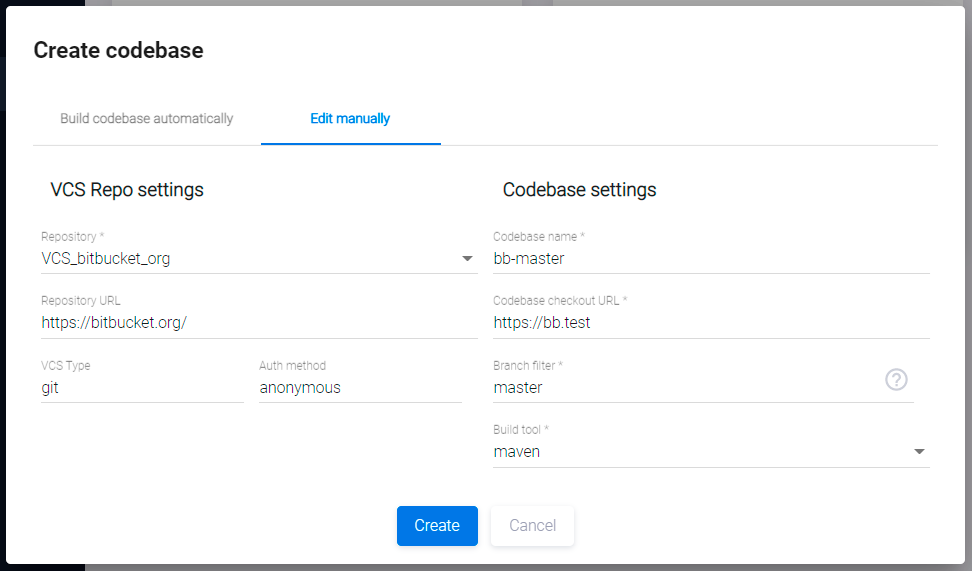 Create codebase
Build codebase automatically
Edit manually
VCS Repo settings
Repository *
VCS_bitbucket_org
Repository URL
https://bitbucket.org/
VCS Type
git
Auth method
anonymous
Codebase settings
Codebase name *
bb-master
Codebase checkout URL *
https://bb.test
Branch filter *
master
?
Build tool *
maven
Create
Cancel